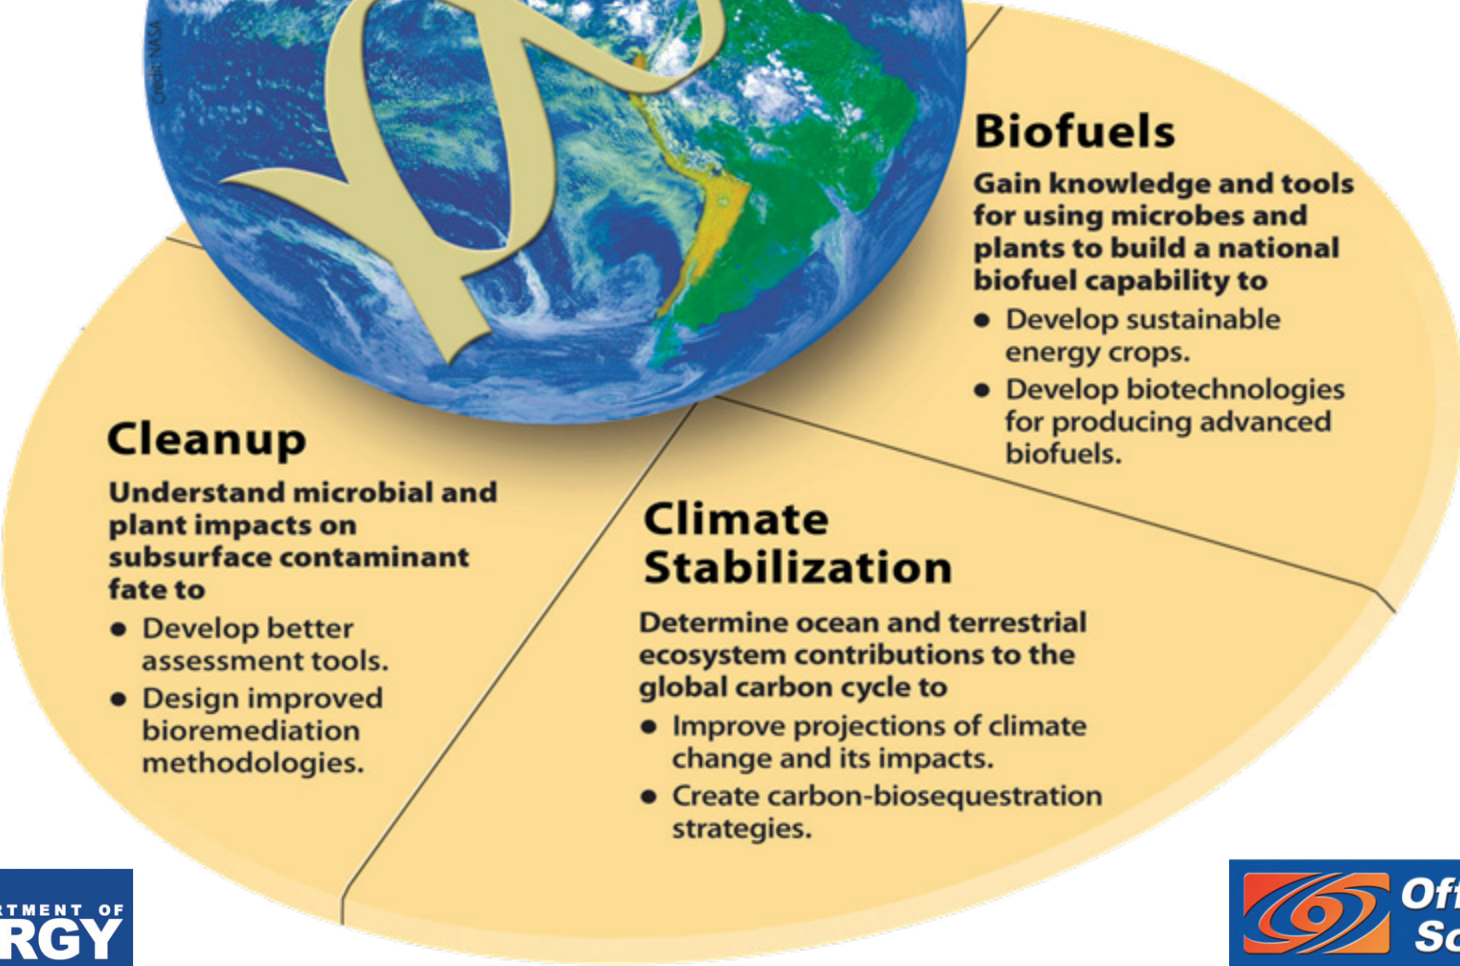 Credit: NASA
Biofuels
Gain knowledge and tools
for using microbes and
plants to build a national
biofuel capability to
● Develop sustainable
energy crops.
● Develop biotechnologies
for producing advanced
biofuels.
Cleanup
Understand microbial and
plant impacts on
subsurface contaminant
fate to
● Develop better
assessment tools.
● Design improved
bioremediation
methodologies.
Climate
Stabilization
Determine ocean and terrestrial
ecosystem contributions to the
global carbon cycle to
● Improve projections of climate
change and its impacts.
● Create carbon-biosequestration
strategies.
RTMENT OF
RGY
Off
Sc